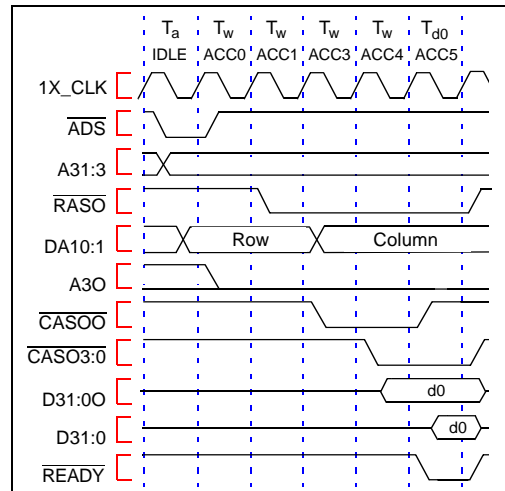 Ta Tw Tw Tw Tw Td0
IDLE ACC0 ACC1 ACC3 ACC4 ACC5
1X_CLK
ADS
A31:3
RASO
DA10:1 Row Column
A3O
CASOO
CASO3:0
D31:0O d0
D31:0 d0
READY